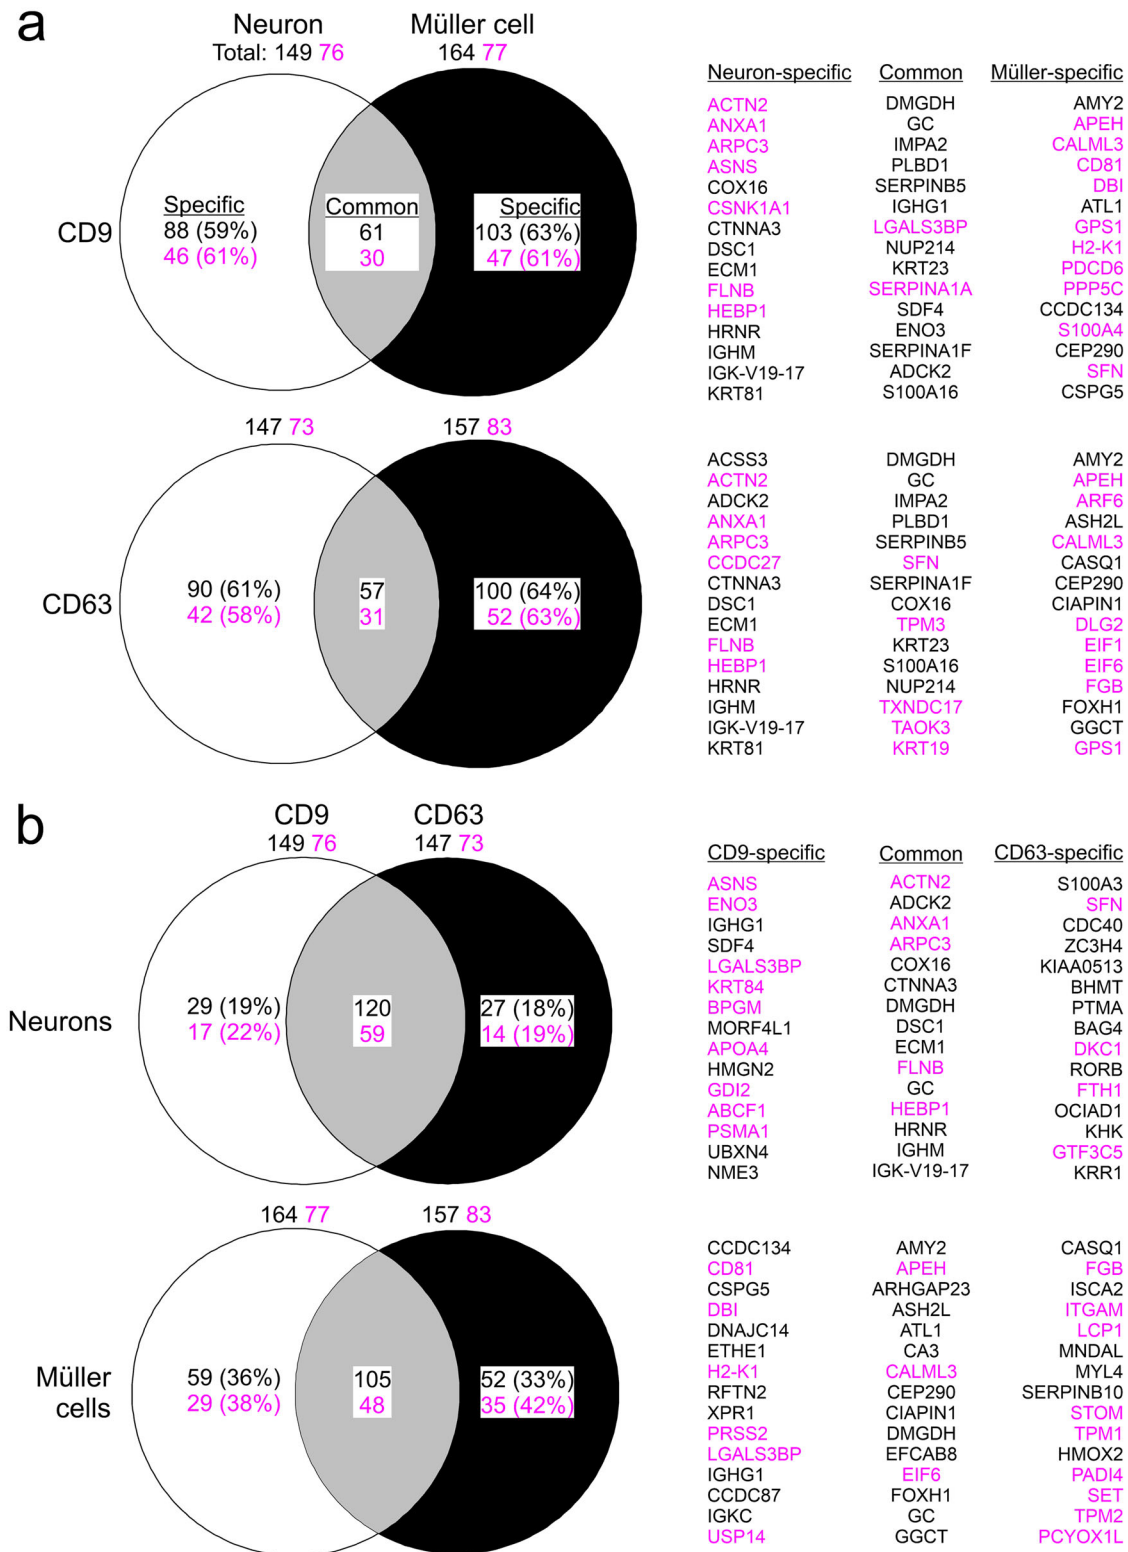 a
Neuron Müller cell
Total: 149 76 164 77
Specific Common Specific
88 (59%) 61 103 (63%)
46 (61%) 30 47 (61%)
CD9
Neuron-specific Common Müller-specific
ACTN2 DMGDH AMY2
ANXA1 GC APEH
ARPC3 IMPA2 CALML3
ASNS PLBD1 CD81
COX16 SERPINB5 DBI
CSNK1A1 IGHG1 ATL1
CTNNA3 LGALS3BP GPS1
DSC1 NUP214 H2-K1
ECM1 KRT23 PDCD6
FLNB SERPINA1A PPP5C
HEBP1 SDF4 CCDC134
HRNR ENO3 S100A4
IGHM SERPINA1F CEP290
IGK-V19-17 ADCK2 SFN
KRT81 S100A16 CSPG5
147 73 157 83
90 (61%) 57 100 (64%)
42 (58%) 31 52 (63%)
CD63
ACSS3 DMGDH AMY2
ACTN2 GC APEH
ADCK2 IMPA2 ARF6
ANXA1 PLBD1 ASH2L
ARPC3 SERPINB5 CALML3
CCDC27 SFN CASQ1
CTNNA3 SERPINA1F CEP290
DSC1 COX16 CIAPIN1
ECM1 TPM3 DLG2
FLNB KRT23 EIF1
HEBP1 S100A16 EIF6
HRNR NUP214 FGB
IGHM TXNDC17 FOXH1
IGK-V19-17 TAOK3 GGCT
KRT81 KRT19 GPS1
b
CD9 CD63
149 76 147 73
29 (19%) 120 27 (18%)
17 (22%) 59 14 (19%)
Neurons
CD9-specific Common CD63-specific
ASNS ACTN2 S100A3
ENO3 ADCK2 SFN
IGHG1 ANXA1 CDC40
SDF4 ARPC3 ZC3H4
LGALS3BP COX16 KIAA0513
KRT84 CTNNA3 BHMT
BPGM DMGDH PTMA
MORF4L1 DSC1 BAG4
APOA4 ECM1 DKC1
HMGN2 FLNB RORB
GDI2 GC FTH1
ABCF1 HEBP1 OCIAD1
PSMA1 HRNR KHK
UBXN4 IGHM GTF3C5
NME3 IGK-V19-17 KRR1
164 77 157 83
59 (36%) 105 52 (33%)
29 (38%) 48 35 (42%)
Müller
cells
CCDC134 AMY2 CASQ1
CD81 APEH FGB
CSPG5 ARHGAP23 ISCA2
DBI ASH2L ITGAM
DNAJC14 ATL1 LCP1
ETHE1 CA3 MNDAL
H2-K1 CALML3 MYL4
RFTN2 CEP290 SERPINB10
XPR1 CIAPIN1 STOM
PRSS2 DMGDH TPM1
LGALS3BP EFCAB8 HMOX2
IGHG1 EIF6 PADI4
CCDC87 FOXH1 SET
IGKC GC TPM2
USP14 GGCT PCYOX1L